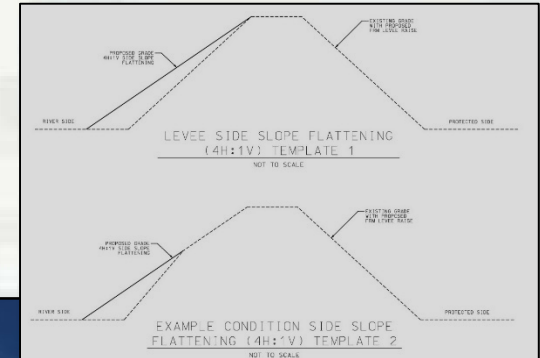 EXISTING GRADE
WITH PROPOSED
FRM LEVEE RAISE
PROPOSED GRADE
4H:1V SIDE SLOPE
FLATTENING
RIVER SIDE
PROTECTED SIDE
LEVEE SIDE SLOPE FLATTENING
(4H:1V) TEMPLATE 1
NOT TO SCALE
EXISTING GRADE
WITH PROPOSED
FRM LEVEE RAISE
PROPOSED GRADE
4H:1V SIDE SLOPE
FLATTENING
RIVER SIDE
PROTECTED SIDE
EXAMPLE CONDITION SIDE SLOPE
FLATTENING (4H:1V) TEMPLATE 2
NOT TO SCALE